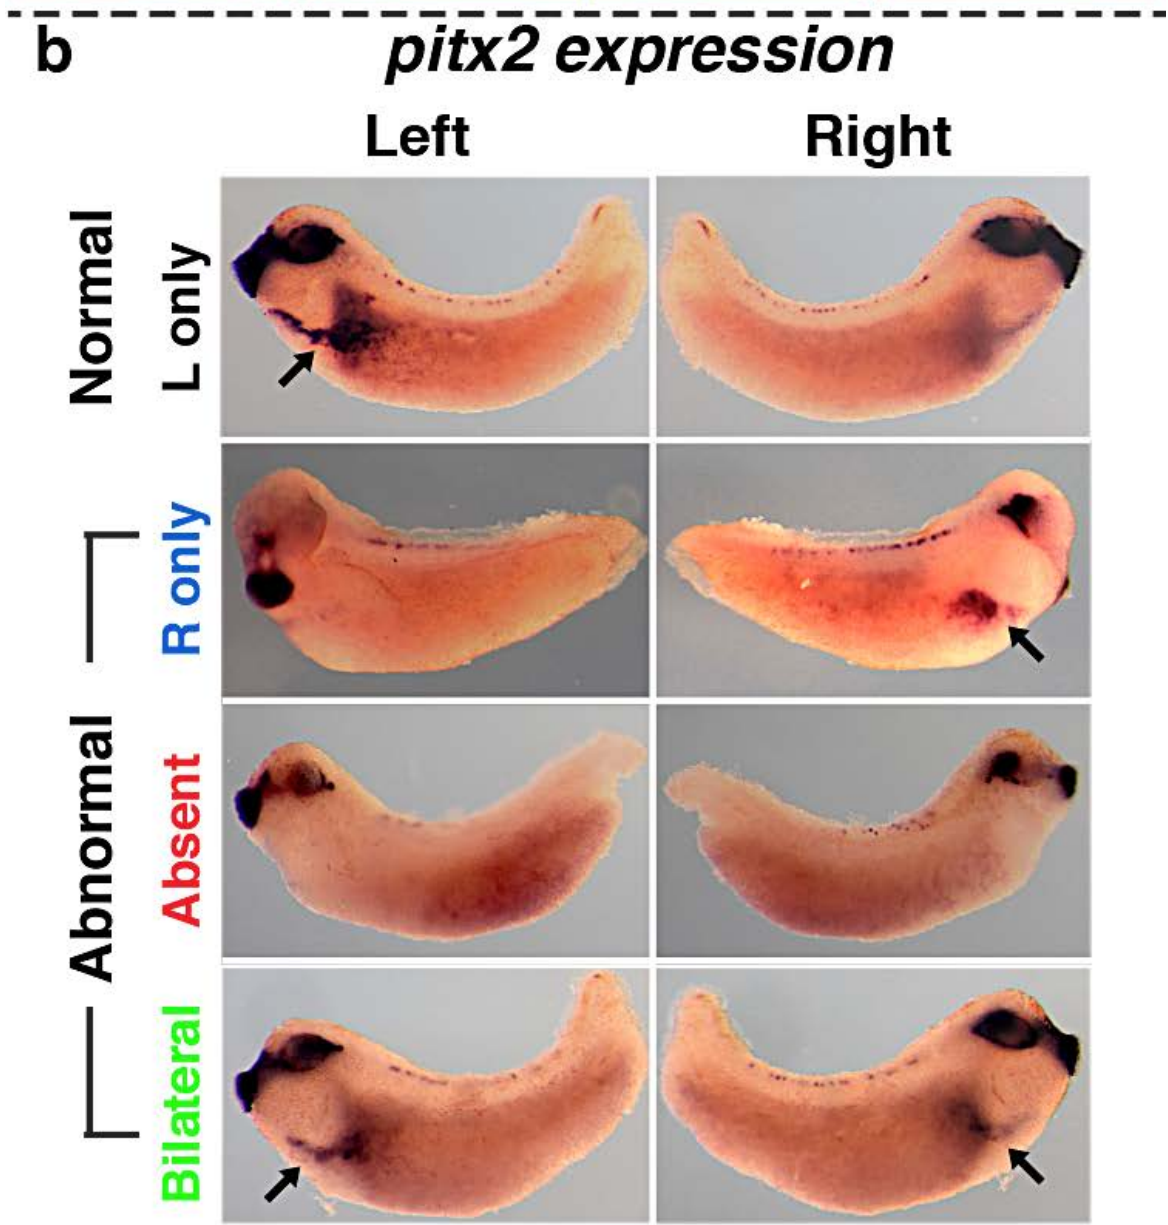 b
pitx2 expression
Left
Right
Normal
L only
R only
Abnormal
Absent
Bilateral